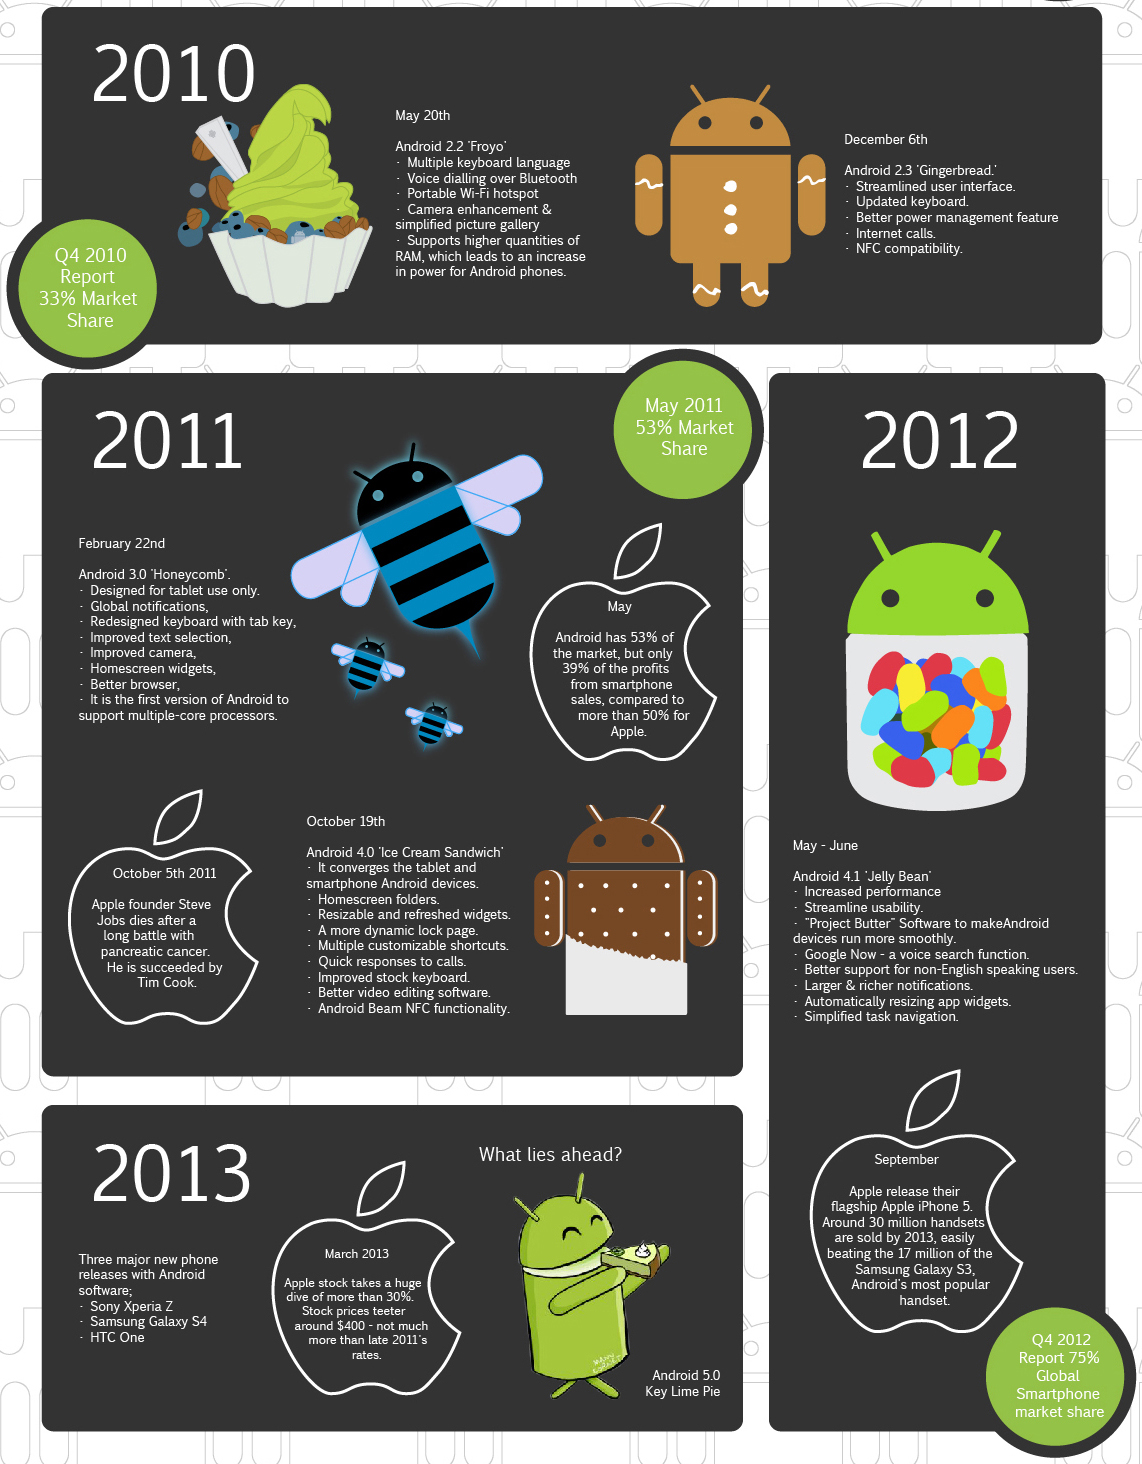 2010
May 20th
Android 2.2 'Froyo'
· Multiple keyboard language
· Voice dialling over Bluetooth
· Portable Wi-Fi hotspot
· Camera enhancement &
simplified picture gallery
· Supports higher quantities of
RAM, which leads to an increase
in power for Android phones.
December 6th
Android 2.3 'Gingerbread.'
· Streamlined user interface.
· Updated keyboard.
· Better power management feature
· Internet calls.
· NFC compatibility.
Q4 2010
Report
33% Market
Share
2011
May 2011
53% Market
Share
February 22nd
Android 3.0 'Honeycomb'.
· Designed for tablet use only.
· Global notifications,
· Redesigned keyboard with tab key,
· Improved text selection,
· Improved camera,
· Homescreen widgets,
· Better browser,
· It is the first version of Android to
support multiple-core processors.
May
Android has 53% of
the market, but only
39% of the profits
from smartphone
sales, compared to
more than 50% for
Apple.
October 5th 2011
Apple founder Steve
Jobs dies after a
long battle with
pancreatic cancer.
He is succeeded by
Tim Cook.
October 19th
Android 4.0 'Ice Cream Sandwich'
· It converges the tablet and
smartphone Android devices.
· Homescreen folders.
· Resizable and refreshed widgets.
· A more dynamic lock page.
· Multiple customizable shortcuts.
· Quick responses to calls.
· Improved stock keyboard.
· Better video editing software.
· Android Beam NFC functionality.
2012
May - June
Android 4.1 'Jelly Bean'
· Increased performance
· Streamline usability.
· "Project Butter" Software to makeAndroid
devices run more smoothly.
· Google Now - a voice search function.
· Better support for non-English speaking users.
· Larger & richer notifications.
· Automatically resizing app widgets.
· Simplified task navigation.
September
Apple release their
flagship Apple iPhone 5.
Around 30 million handsets
are sold by 2013, easily
beating the 17 million of the
Samsung Galaxy S3,
Android's most popular
handset.
Q4 2012
Report 75%
Global
Smartphone
market share
2013
Three major new phone
releases with Android
software;
· Sony Xperia Z
· Samsung Galaxy S4
· HTC One
March 2013
Apple stock takes a huge
dive of more than 30%.
Stock prices teeter
around $400 - not much
more than late 2011's
rates.
What lies ahead?
Android 5.0
Key Lime Pie